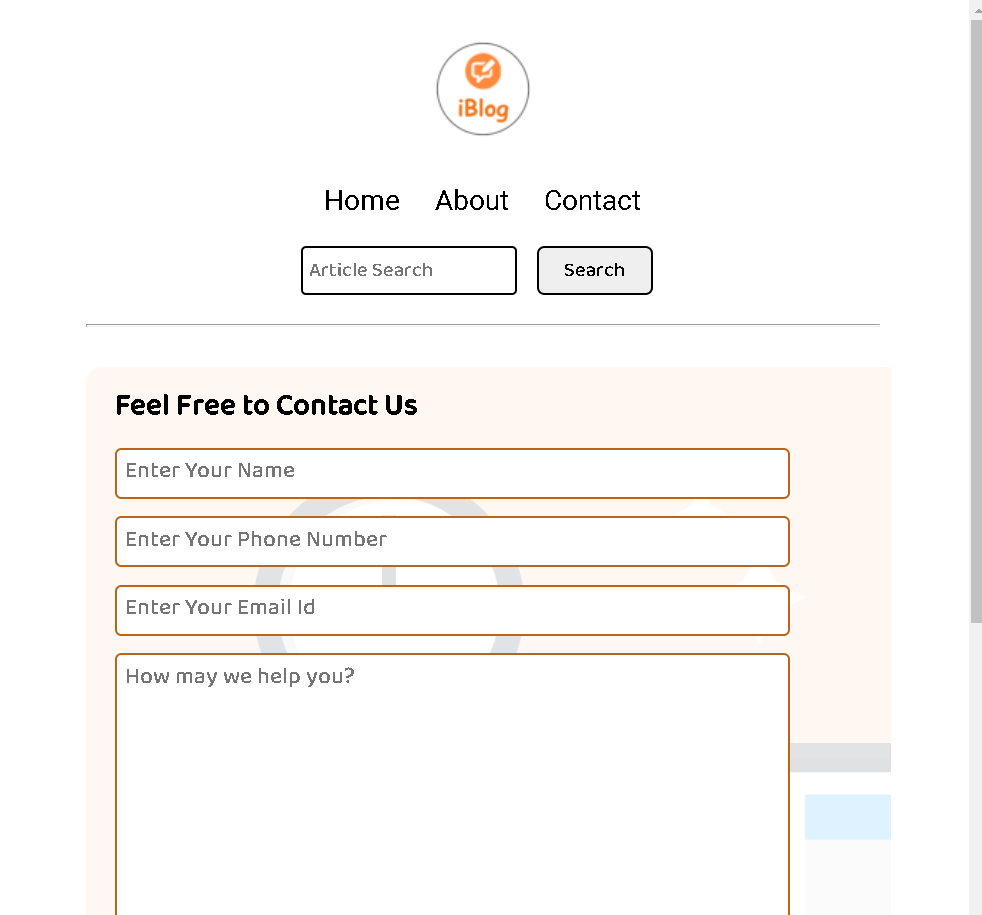 iBlog
Home About Contact
Article Search Search
Feel Free to Contact Us
Enter Your Name
Enter Your Phone Number
Enter Your Email Id
How may we help you?